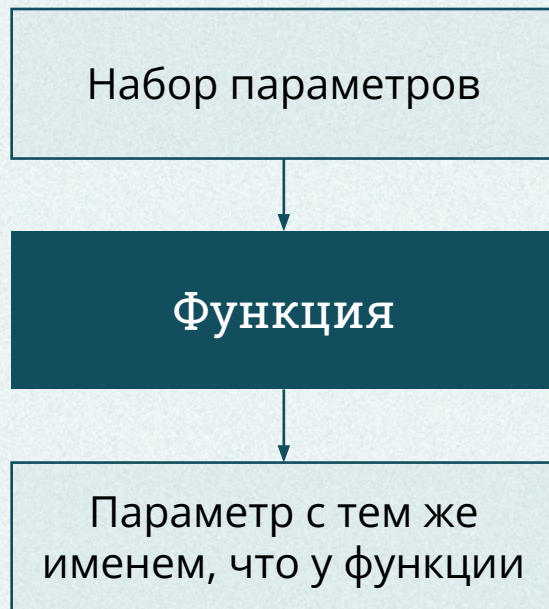 Набор параметров
Функция
Параметр с тем же
именем, что у функции